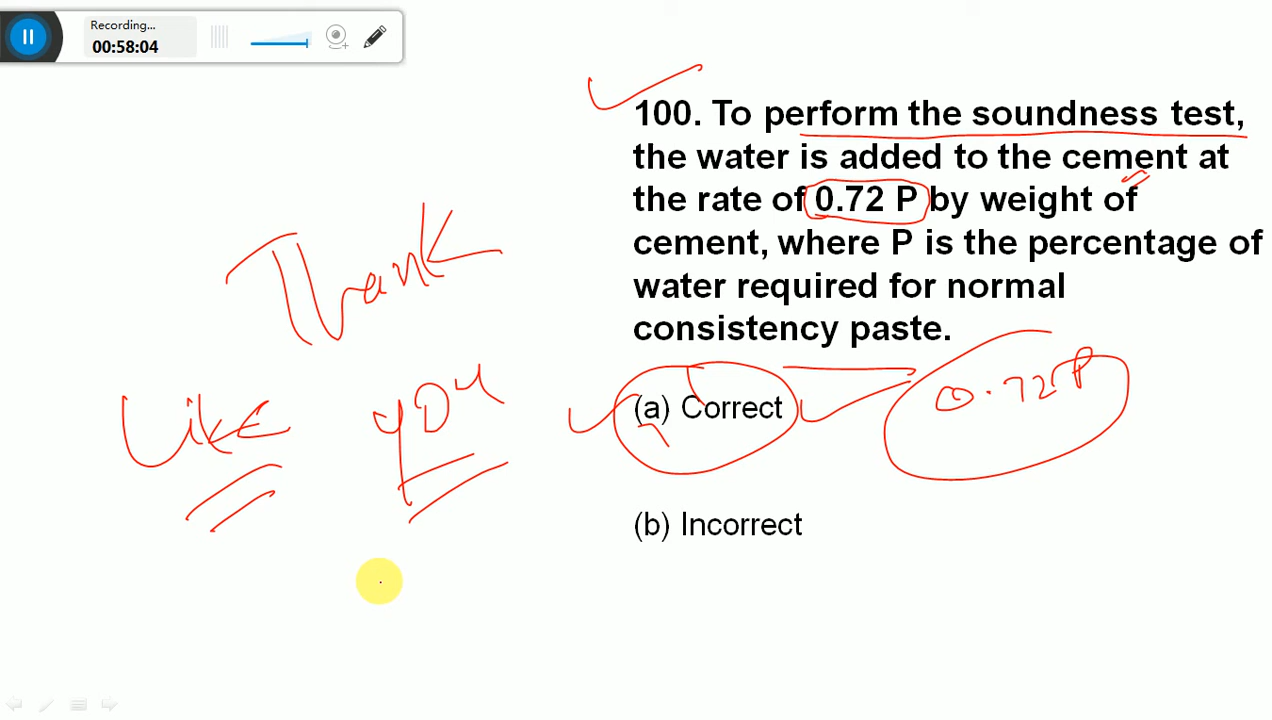 Recording...
00:58:04
100. To perform the soundness test,
the water is added to the cement at
the rate of 0.72 P by weight of
cement, where P is the percentage of
water required for normal
consistency paste.
Thank
Like you
(a) Correct
0.72 P
(b) Incorrect